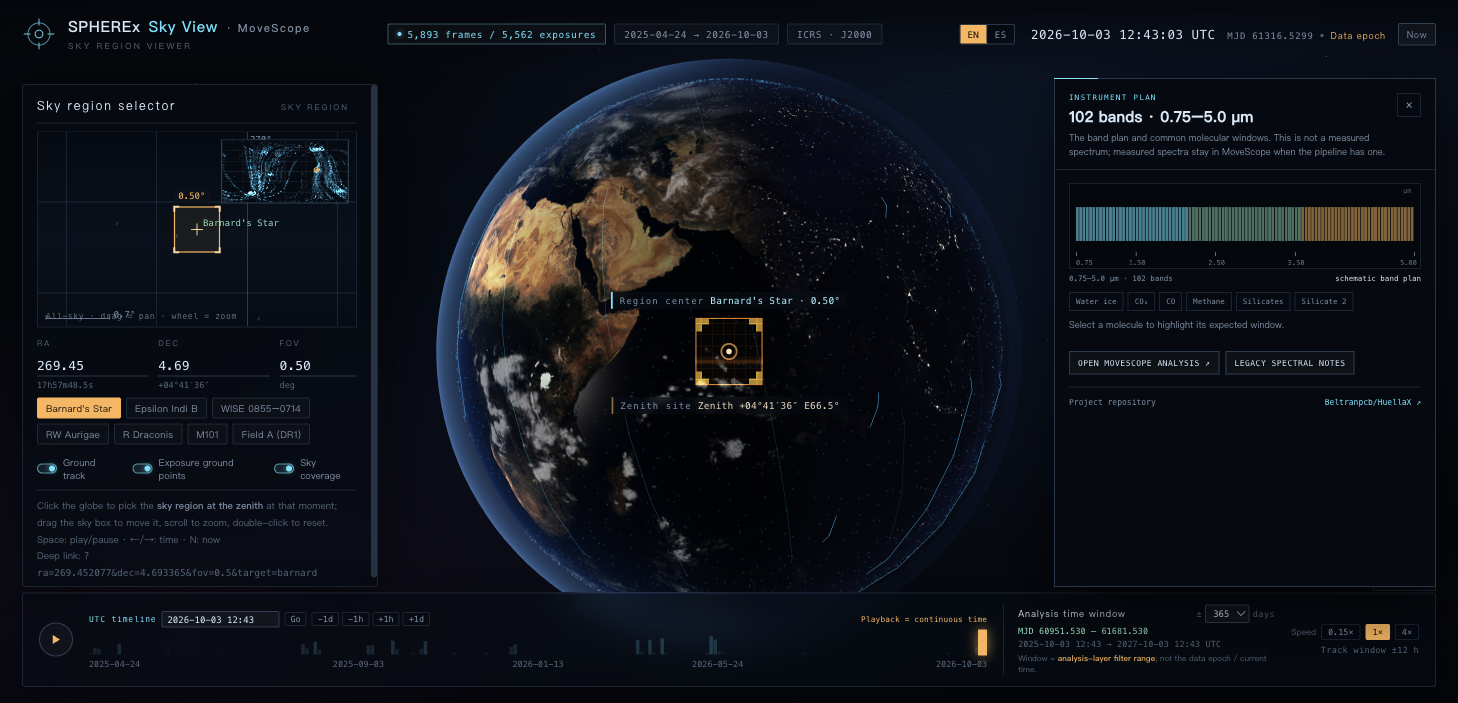 SPHEREx Sky View · MoveScope
SKY REGION VIEWER
5,893 frames / 5,562 exposures
2025-04-24 → 2026-10-03
ICRS · J2000
EN ES
2026-10-03 12:43:03 UTC MJD 61316.5299 • Data epoch
Now
Sky region selector
SKY REGION
270°
0.50°
Barnard's Star
All-sky · drag = pan · wheel = zoom
0.7°
RA DEC FOV
269.45 4.69 0.50
17h57m48.5s +04°41′36″ deg
Barnard's Star Epsilon Indi B WISE 0855−0714
RW Aurigae R Draconis M101 Field A (DR1)
Ground track
Exposure ground points
Sky coverage
Click the globe to pick the sky region at the zenith at that moment;
drag the sky box to move it, scroll to zoom, double-click to reset.
Space: play/pause · ←/→: time · N: now
Deep link: ?
ra=269.452077&dec=4.693365&fov=0.5&target=barnard
Region center Barnard's Star · 0.50°
Zenith site Zenith +04°41′36″ E66.5°
INSTRUMENT PLAN
×
102 bands · 0.75–5.0 μm
The band plan and common molecular windows. This is not a measured
spectrum; measured spectra stay in MoveScope when the pipeline has one.
μm
0.75 1.50 2.50 3.50 5.00
0.75–5.0 μm · 102 bands
schematic band plan
Water ice CO₂ CO Methane Silicates Silicate 2
Select a molecule to highlight its expected window.
OPEN MOVESCOPE ANALYSIS ↗ LEGACY SPECTRAL NOTES
Project repository Beltranpcb/HuellaX ↗
UTC timeline 2026-10-03 12:43 Go −1d −1h +1h +1d
Playback = continuous time
2025-04-24 2025-09-03 2026-01-13 2026-05-24 2026-10-03
Analysis time window ± 365 days
MJD 60951.530 – 61681.530
2025-10-03 12:43 → 2027-10-03 12:43 UTC
Window = analysis-layer filter range; not the data epoch / current
time.
Speed 0.15× 1× 4×
Track window ±12 h